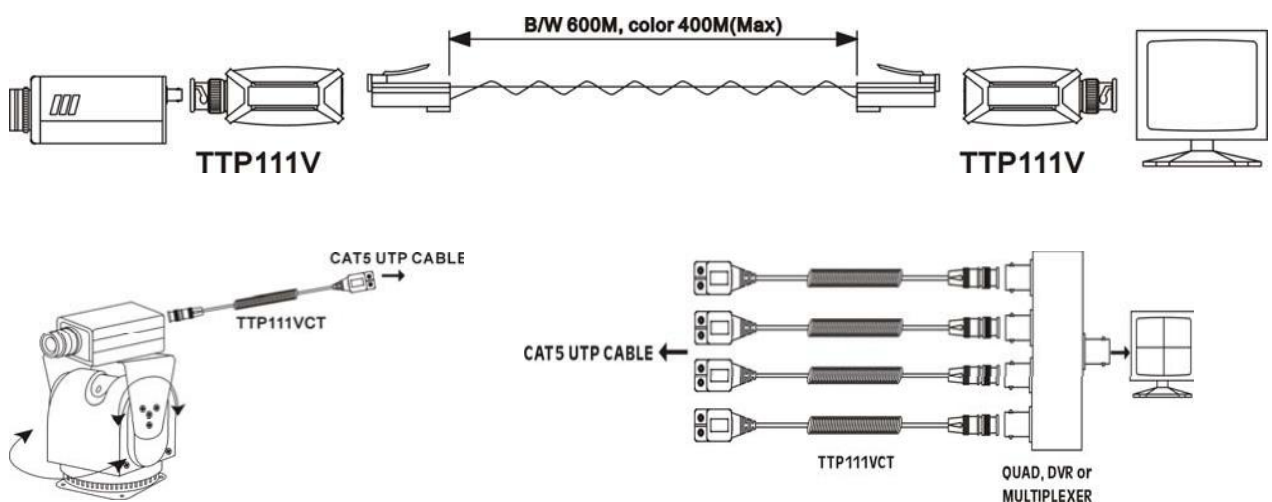 B/W 600M, color 400M(Max)
TTP111V
TTP111V
CAT5 UTP CABLE
TTP111VCT
CAT5 UTP CABLE
TTP111VCT
QUAD, DVR or
MULTIPLEXER